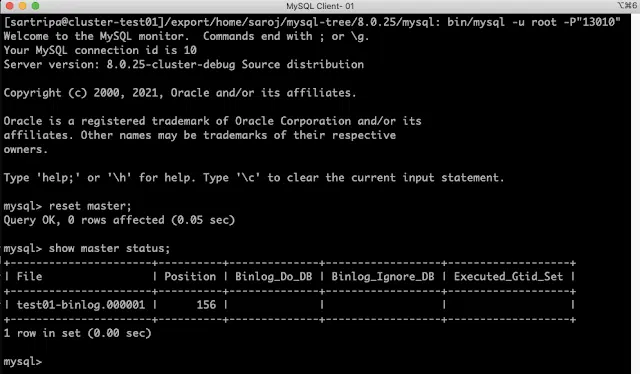 MySQL Client- 01
⌥⌘6
[sartripa@cluster-test01]/export/home/saroj/mysql-tree/8.0.25/mysql: bin/mysql -u root -P"13010"
Welcome to the MySQL monitor.  Commands end with ; or \g.
Your MySQL connection id is 10
Server version: 8.0.25-cluster-debug Source distribution
Copyright (c) 2000, 2021, Oracle and/or its affiliates.
Oracle is a registered trademark of Oracle Corporation and/or its
affiliates. Other names may be trademarks of their respective
owners.
Type 'help;' or '\h' for help. Type '\c' to clear the current input statement.
mysql> reset master;
Query OK, 0 rows affected (0.05 sec)
mysql> show master status;
+----------------------+----------+--------------+------------------+-------------------+
| File                 | Position | Binlog_Do_DB | Binlog_Ignore_DB | Executed_Gtid_Set |
+----------------------+----------+--------------+------------------+-------------------+
| test01-binlog.000001 |      156 |              |                  |                   |
+----------------------+----------+--------------+------------------+-------------------+
1 row in set (0.00 sec)
mysql>